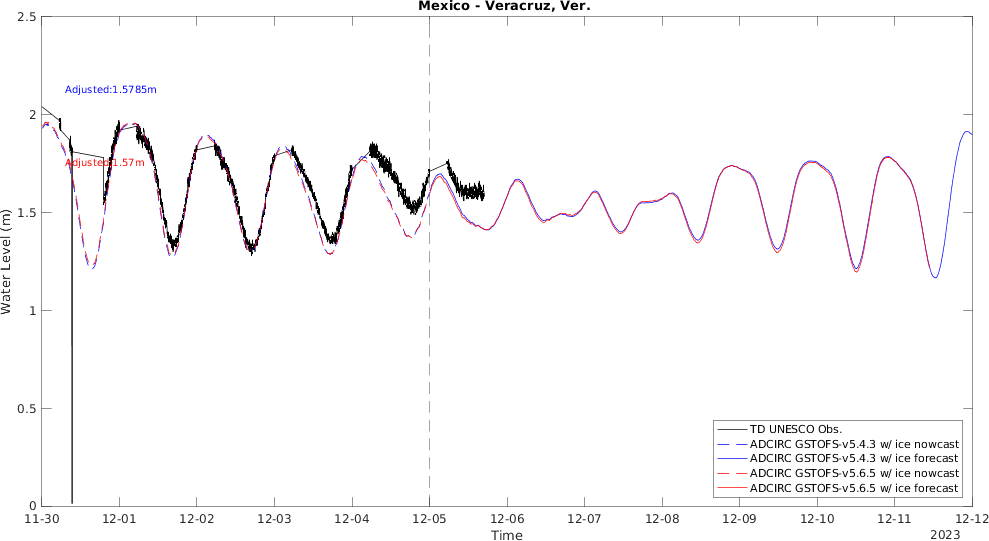 Mexico - Veracruz, Ver.
2.5
2
1.5
1
0.5
0
Water Level (m)
Adjusted:1.5785m
Adjusted:1.57m
TD UNESCO Obs.
ADCIRC GSTOFS-v5.4.3 w/ ice nowcast
ADCIRC GSTOFS-v5.4.3 w/ ice forecast
ADCIRC GSTOFS-v5.6.5 w/ ice nowcast
ADCIRC GSTOFS-v5.6.5 w/ ice forecast
11-30 12-01 12-02 12-03 12-04 12-05 12-06 12-07 12-08 12-09 12-10 12-11 12-12
Time
2023